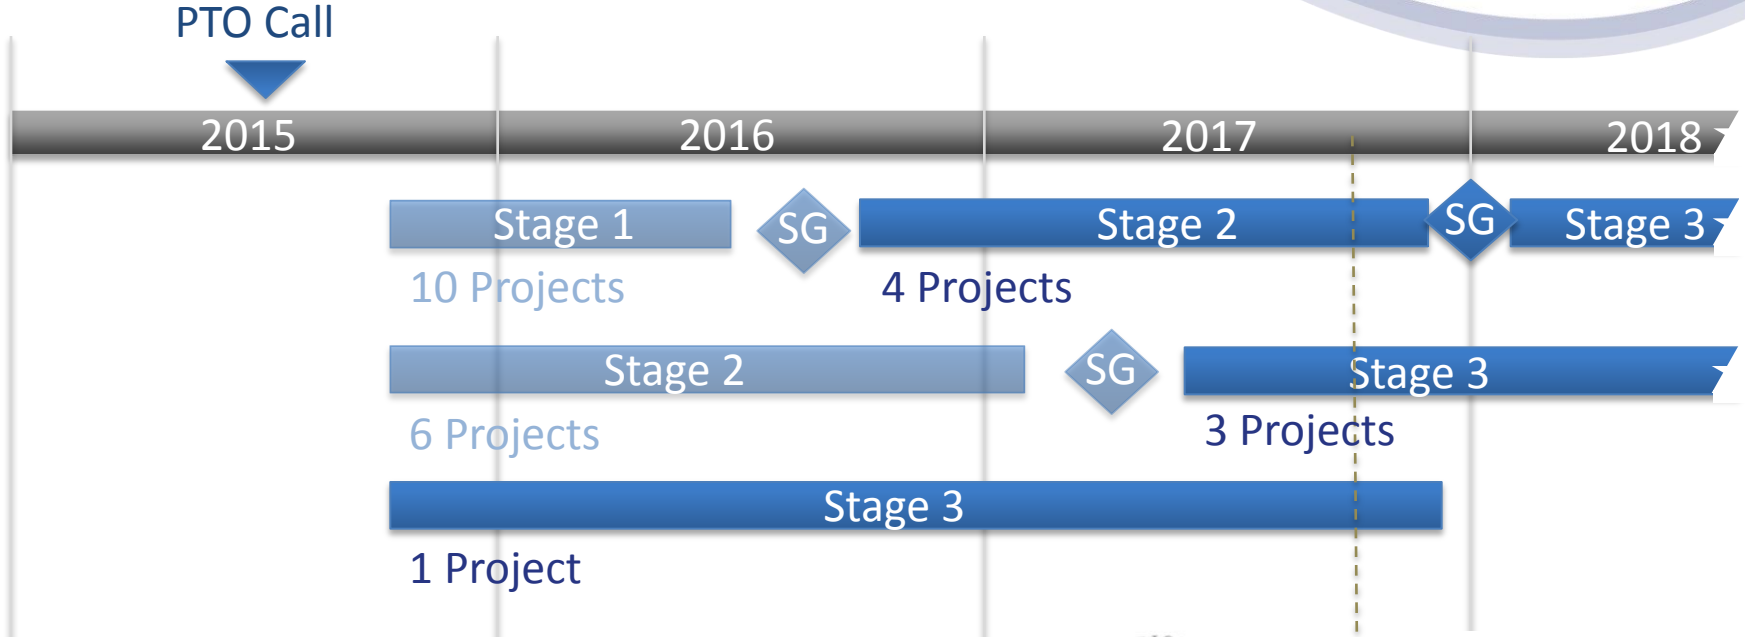 PTO Call
2015 2016 2017 2018
Stage 1 SG Stage 2 SG Stage 3
10 Projects 4 Projects
Stage 2 SG Stage 3
6 Projects 3 Projects
Stage 3
1 Project